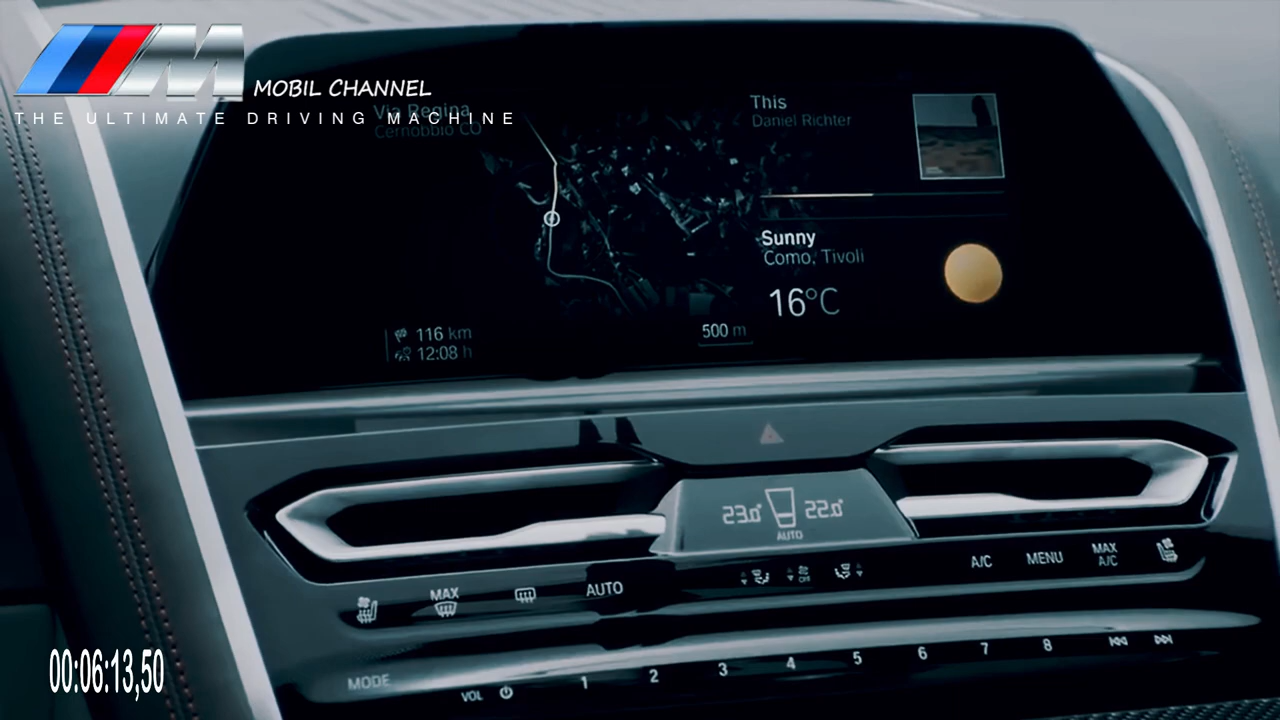 M
MOBIL CHANNEL
THE ULTIMATE DRIVING MACHINE
Via Regina
Cernobbio CO
This
Daniel Richter
Sunny
Como, Tivoli
16°C
116 km
12:08 h
500 m
23.0° 22.0°
AUTO
MAX
AUTO
OFF
A/C
MENU
MAX
A/C
MODE
VOL
1 2 3 4 5 6 7 8
00:06:13,50